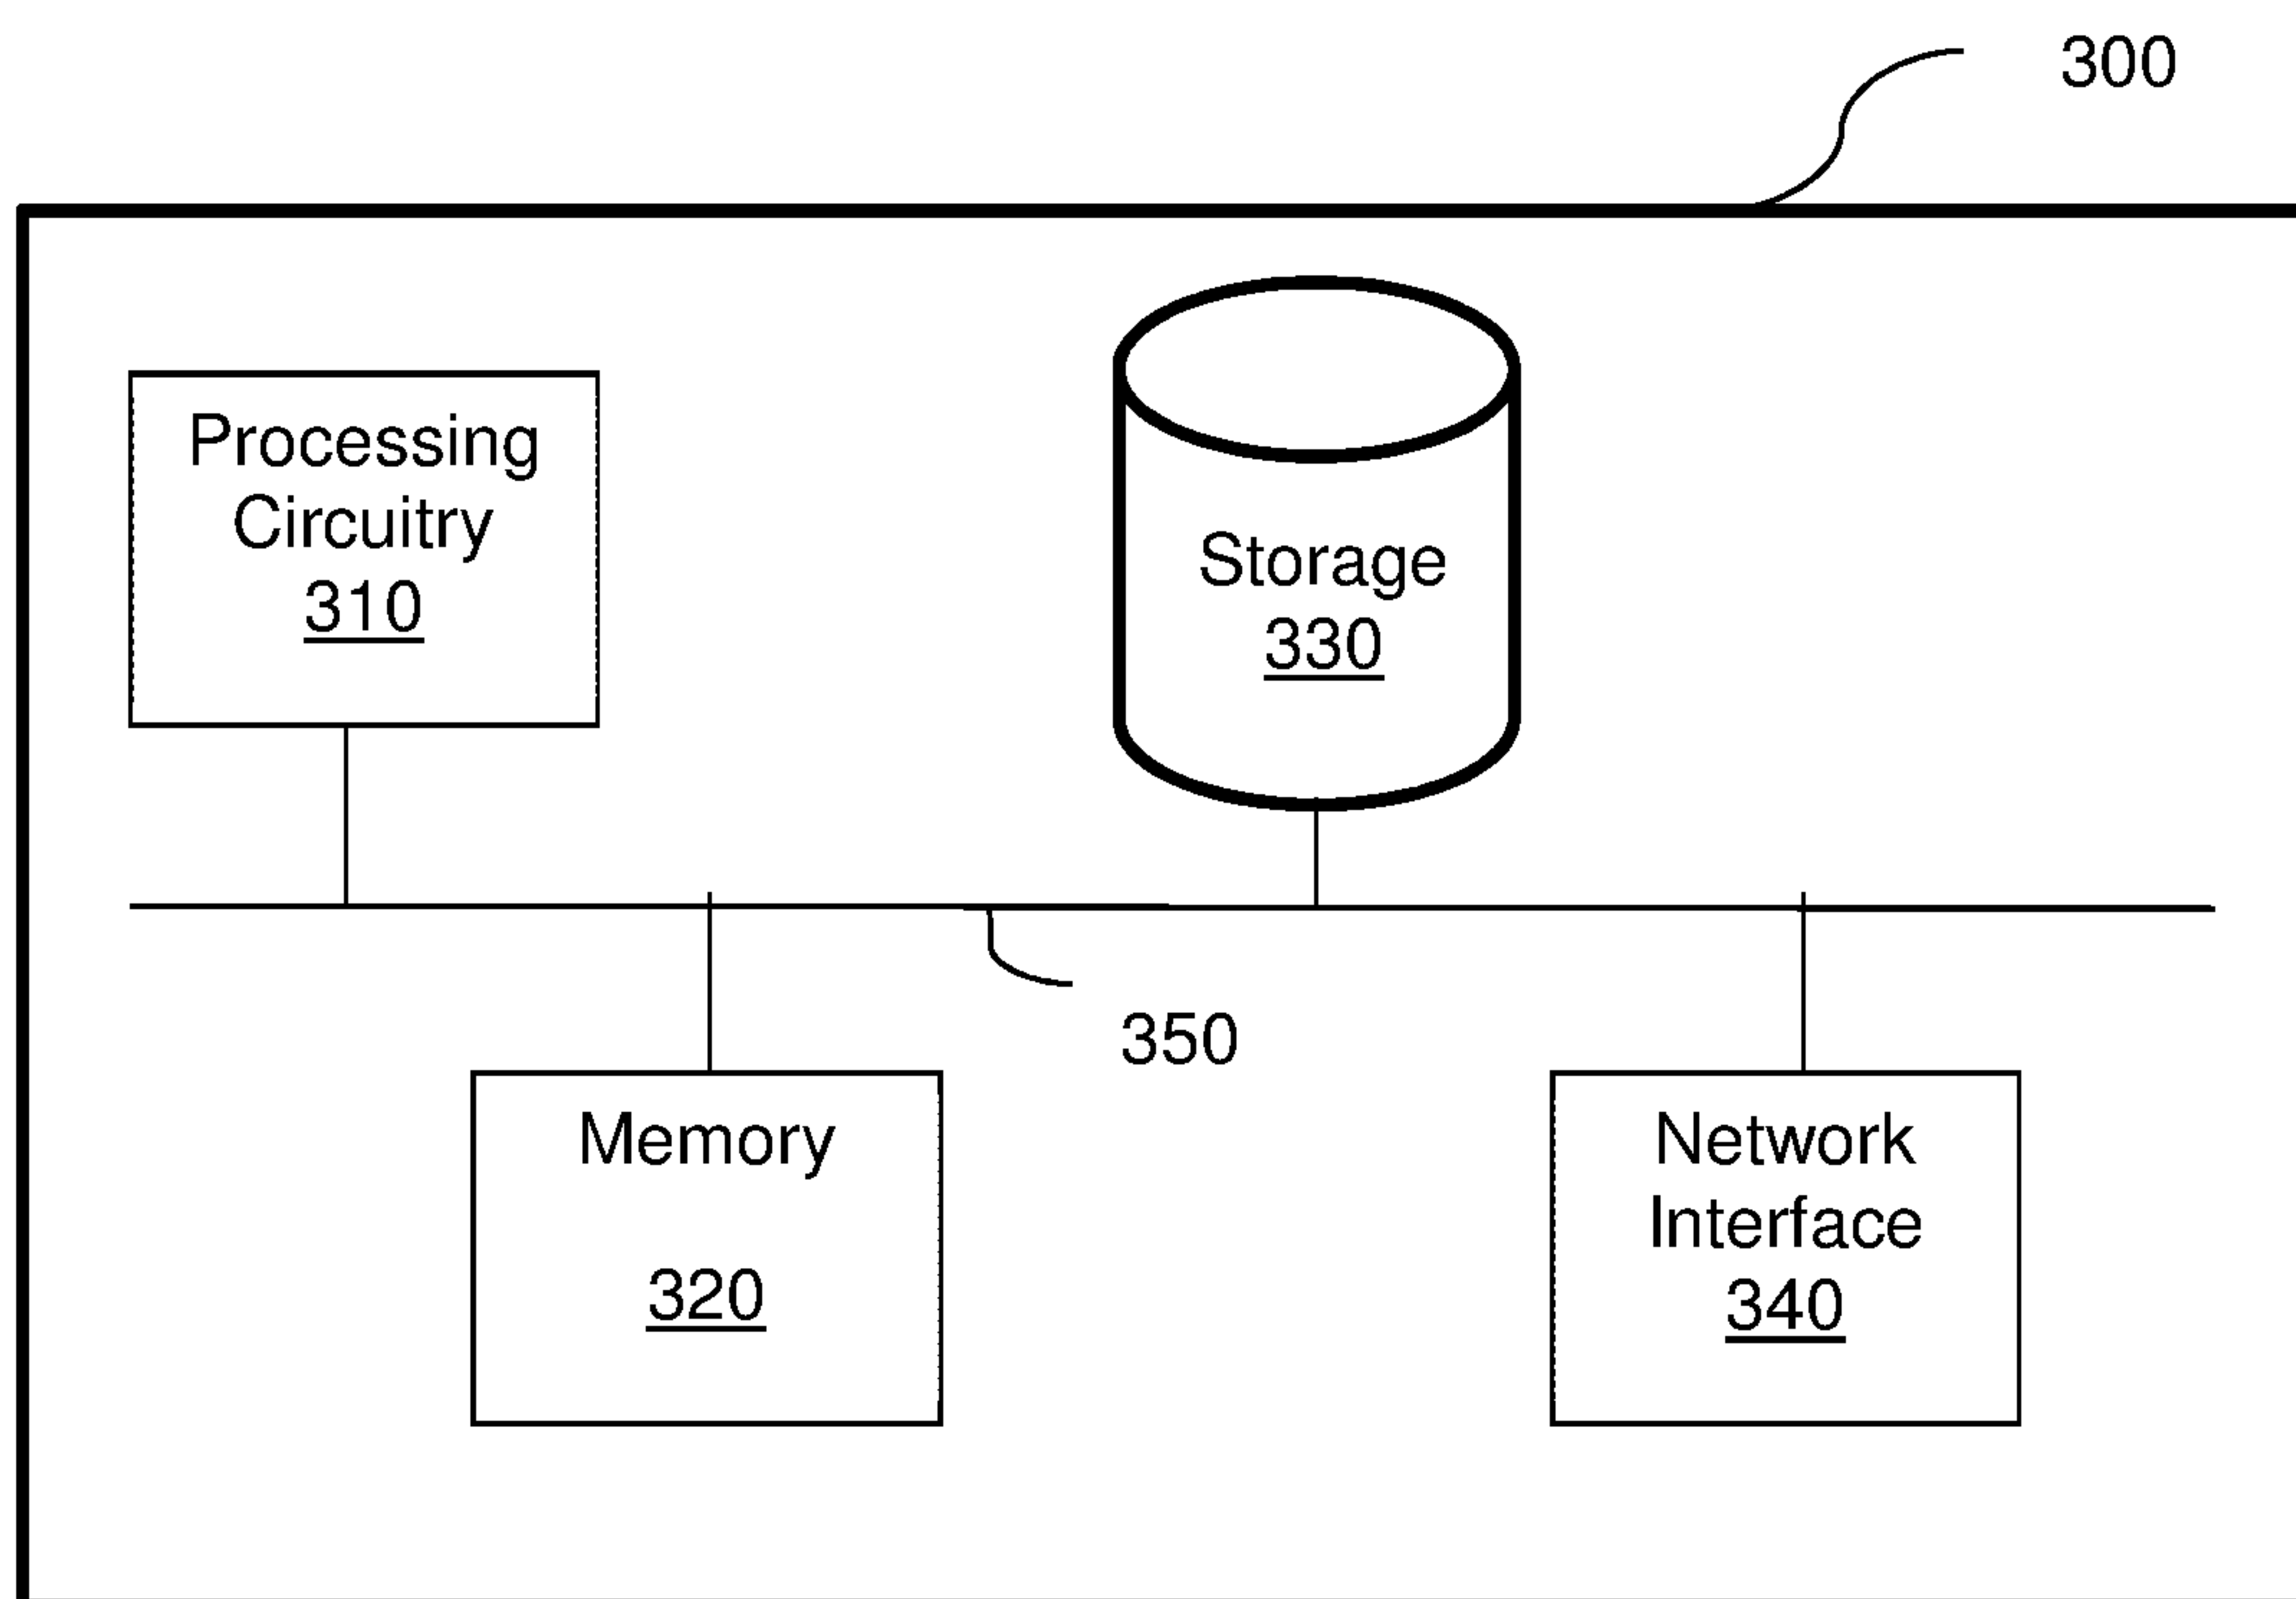 300
Processing
Circuitry
310
Storage
330
350
Memory
320
Network
Interface
340